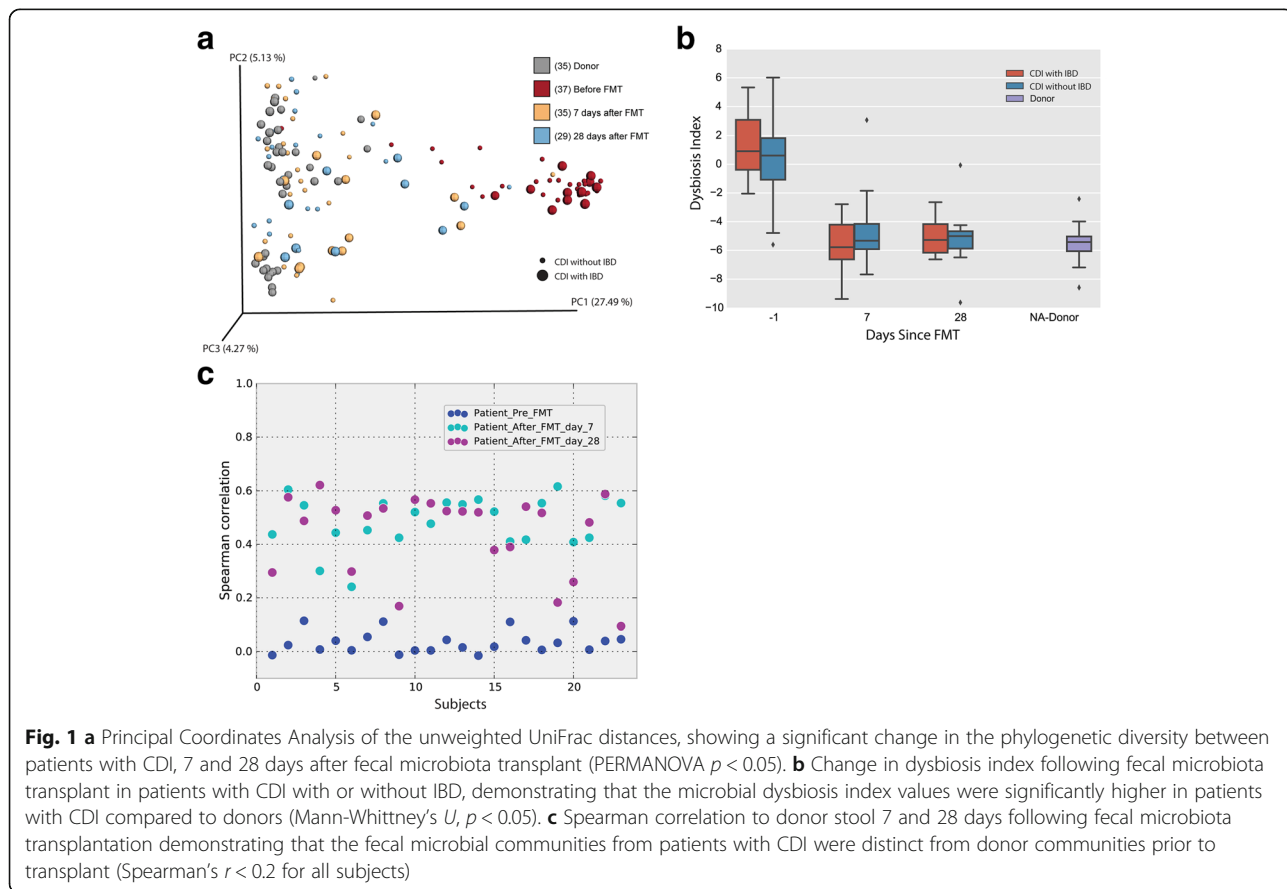 a
PC2 (5.13 %)
(35) Donor
(37) Before FMT
(35) 7 days after FMT
(29) 28 days after FMT
CDI without IBD
CDI with IBD
PC1 (27.49 %)
PC3 (4.27 %)
b
8
6
4
2
0
−2
−4
−6
−8
−10
Dysbiosis Index
CDI with IBD
CDI without IBD
Donor
-1
7
28
NA-Donor
Days Since FMT
c
1.0
0.8
0.6
0.4
0.2
0.0
Spearman correlation
Patient_Pre_FMT
Patient_After_FMT_day_7
Patient_After_FMT_day_28
0
5
10
15
20
Subjects
Fig. 1 a Principal Coordinates Analysis of the unweighted UniFrac distances, showing a significant change in the phylogenetic diversity between
patients with CDI, 7 and 28 days after fecal microbiota transplant (PERMANOVA p < 0.05). b Change in dysbiosis index following fecal microbiota
transplant in patients with CDI with or without IBD, demonstrating that the microbial dysbiosis index values were significantly higher in patients
with CDI compared to donors (Mann-Whittney's U, p < 0.05). c Spearman correlation to donor stool 7 and 28 days following fecal microbiota
transplantation demonstrating that the fecal microbial communities from patients with CDI were distinct from donor communities prior to
transplant (Spearman's r < 0.2 for all subjects)